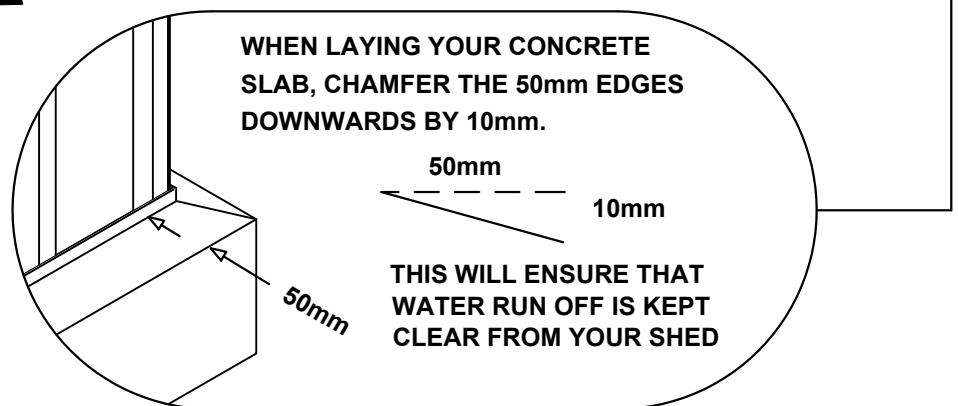 WHEN LAYING YOUR CONCRETE
SLAB, CHAMFER THE 50mm EDGES
DOWNWARDS BY 10mm.
50mm
10mm
THIS WILL ENSURE THAT
WATER RUN OFF IS KEPT
CLEAR FROM YOUR SHED
50mm